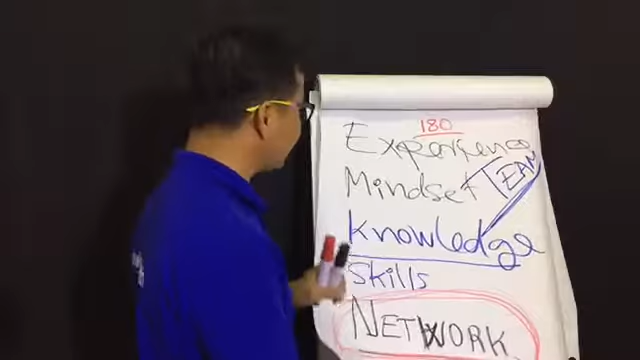 180
Experience
Mindset
TEAM
Knowledge
Skills
NETWORK